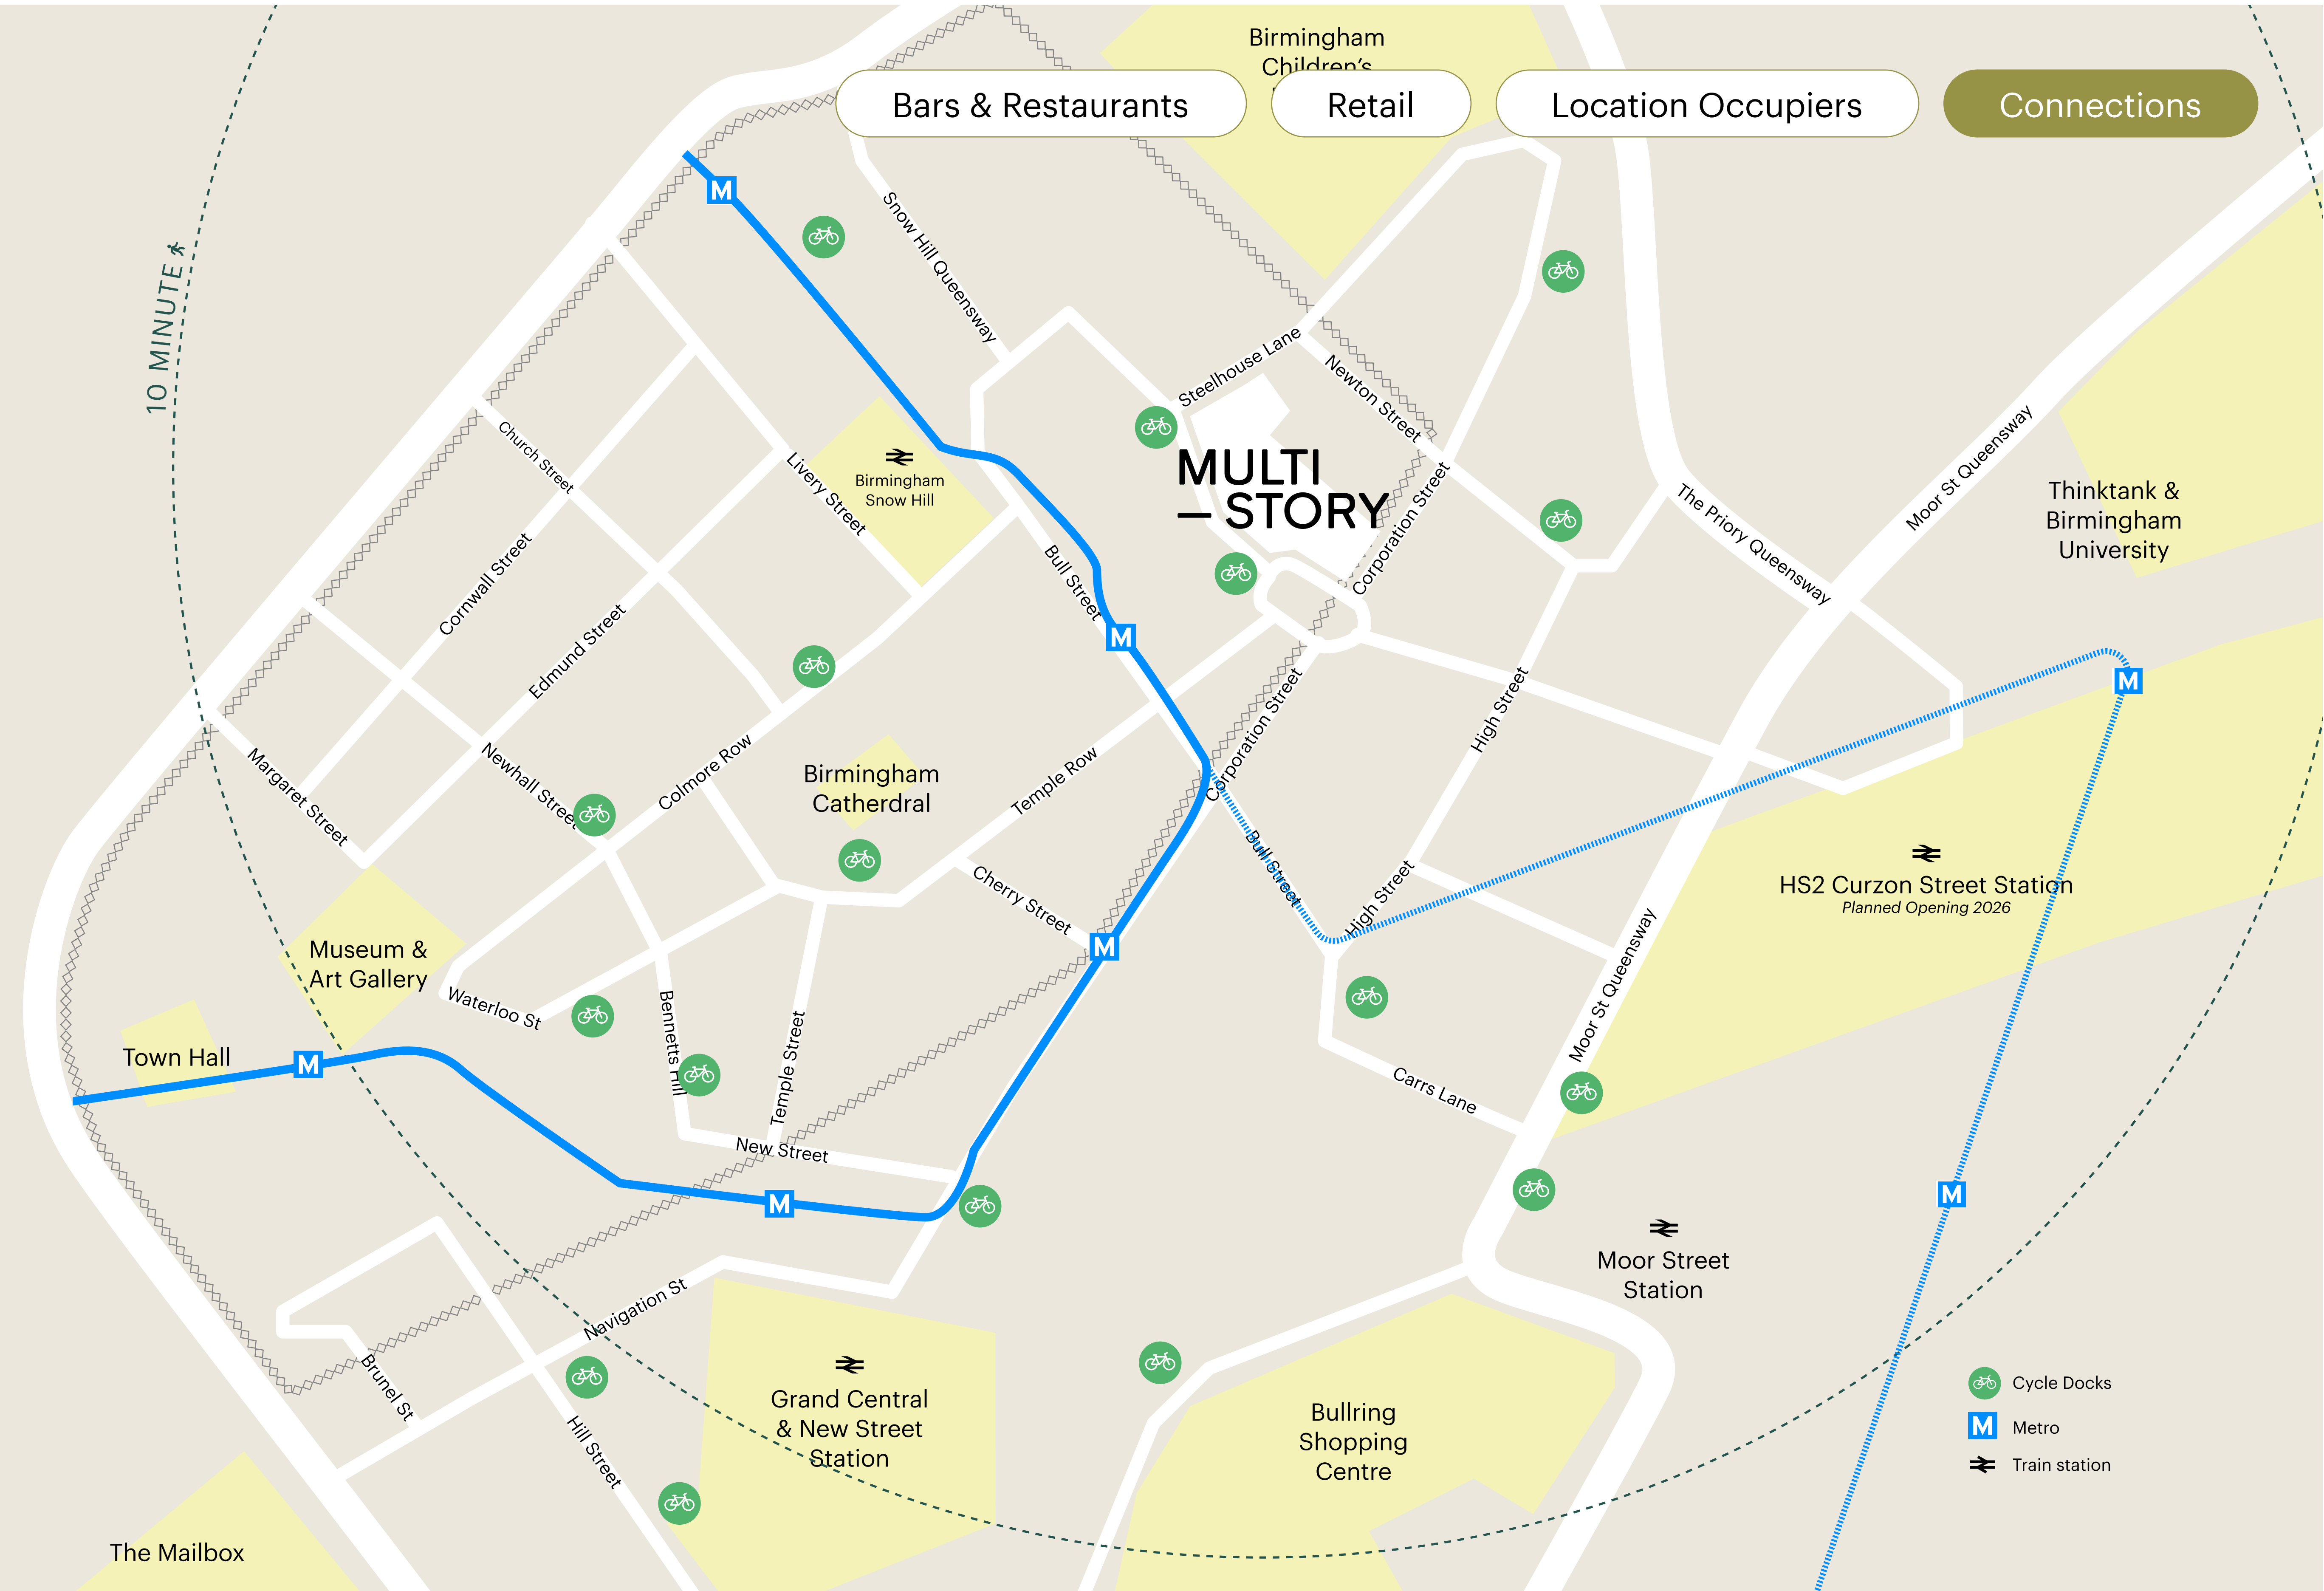 Birmingham
Children's
Bars & Restaurants
Retail
Location Occupiers
Connections
10 MINUTE
M
Snow Hill Queensway
Steelhouse Lane
Newton Street
MULTI
— STORY
Corporation Street
Church Street
Livery Street
Birmingham
Snow Hill
Cornwall Street
Edmund Street
Bull Street
M
The Priory Queensway
Moor St Queensway
Thinktank &
Birmingham
University
M
Margaret Street
Newhall Street
Colmore Row
Birmingham
Catherdral
Temple Row
Corporation Street
High Street
Cherry Street
Bull Street
High Street
HS2 Curzon Street Station
Planned Opening 2026
M
Museum &
Art Gallery
Waterloo St
Bennetts Hill
Temple Street
Moor St Queensway
Town Hall
M
Carrs Lane
New Street
M
M
Moor Street
Station
Navigation St
Brunel St
Hill Street
Grand Central
& New Street
Station
Bullring
Shopping
Centre
The Mailbox
Cycle Docks
M
Metro
Train station